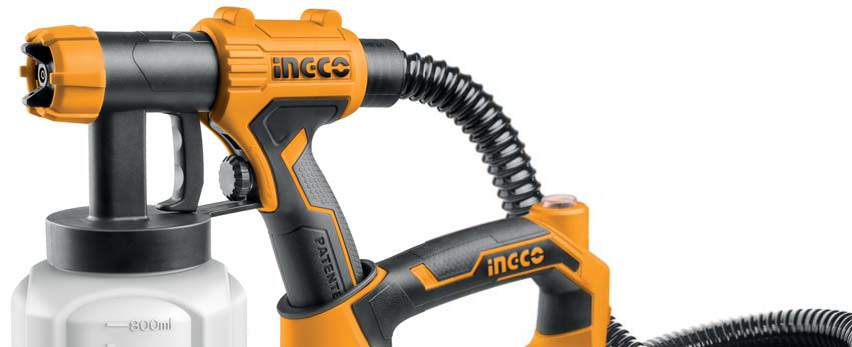 INGCO
PATENTE
INGCO
800ml